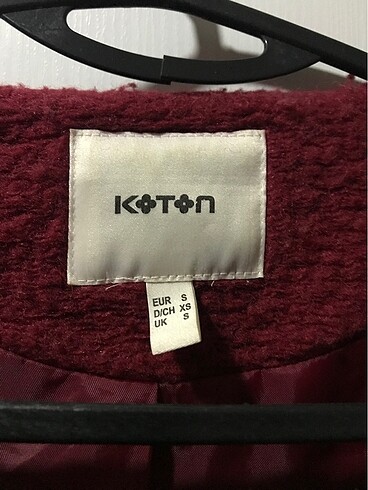 KOTON
EUR S
D/CH XS
UK S